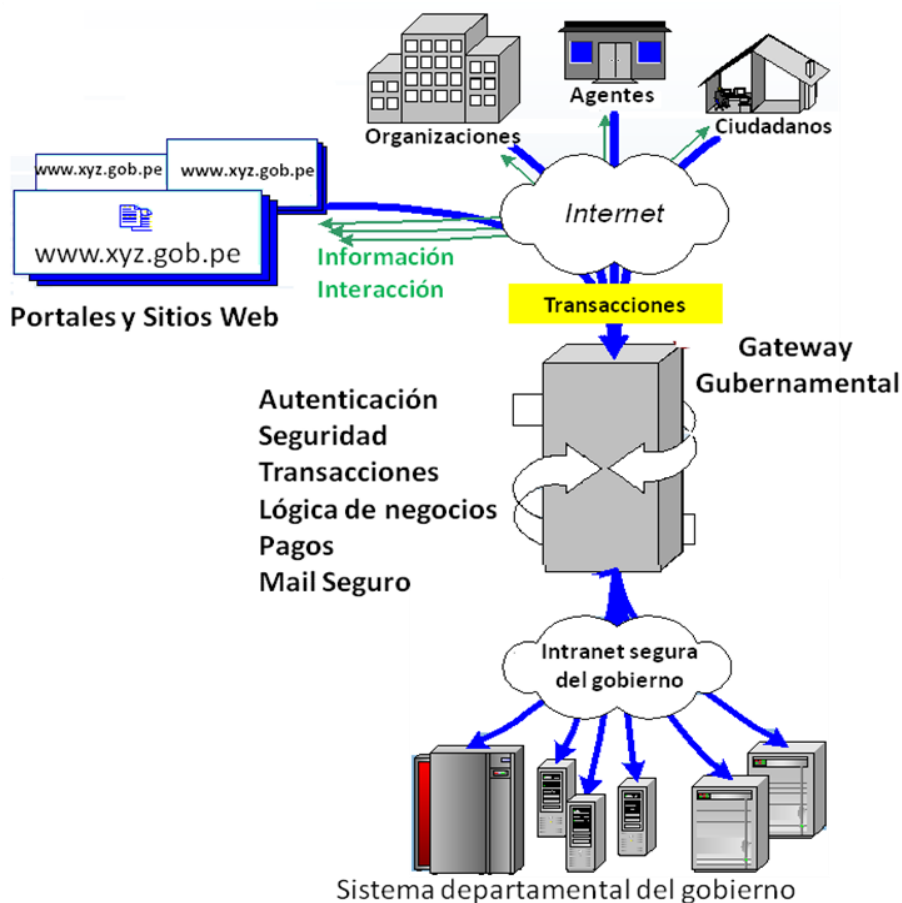 Organizaciones
Agentes
Ciudadanos
www.xyz.gob.pe
www.xyz.gob.pe
www.xyz.gob.pe
Portales y Sitios Web
Internet
Información
Interacción
Transacciones
Gateway
Gubernamental
Autenticación
Seguridad
Transacciones
Lógica de negocios
Pagos
Mail Seguro
Intranet segura
del gobierno
Sistema departamental del gobierno